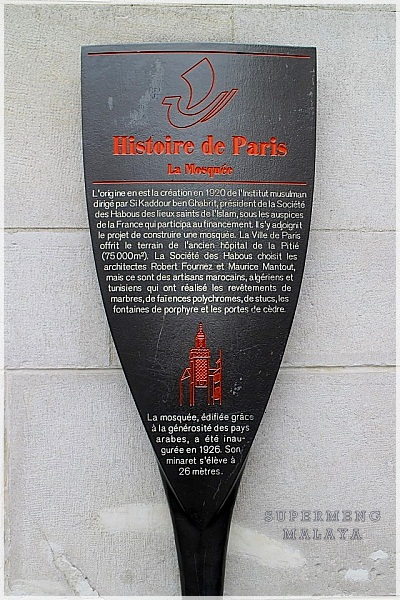 Histoire de Paris
La Mosquée
L'origine en est la création en 1920 de l'Institut musulman
dirigé par Si Kaddour ben Ghabrit, président de la Société
des Habous des lieux saints de l'Islam, sous les auspices
de la France qui participa au financement. Il s'y adjoignit
le projet de construire une mosquée. La Ville de Paris
offrit le terrain de l'ancien hôpital de la Pitié
(75000m²). La Société des Habous choisit les
architectes Robert Fournez et Maurice Mantout,
mais ce sont des artisans marocains, algériens et
tunisiens qui ont réalisé les revêtements de
marbres, de faïences polychromes, de stucs, les
fontaines de porphyre et les portes de cèdre.
La mosquée, édifiée grâce
à la générosité des pays
arabes, a été inau-
gurée en 1926. Son
minaret s'élève à
26 mètres.
SUPERMENG
MALAYA